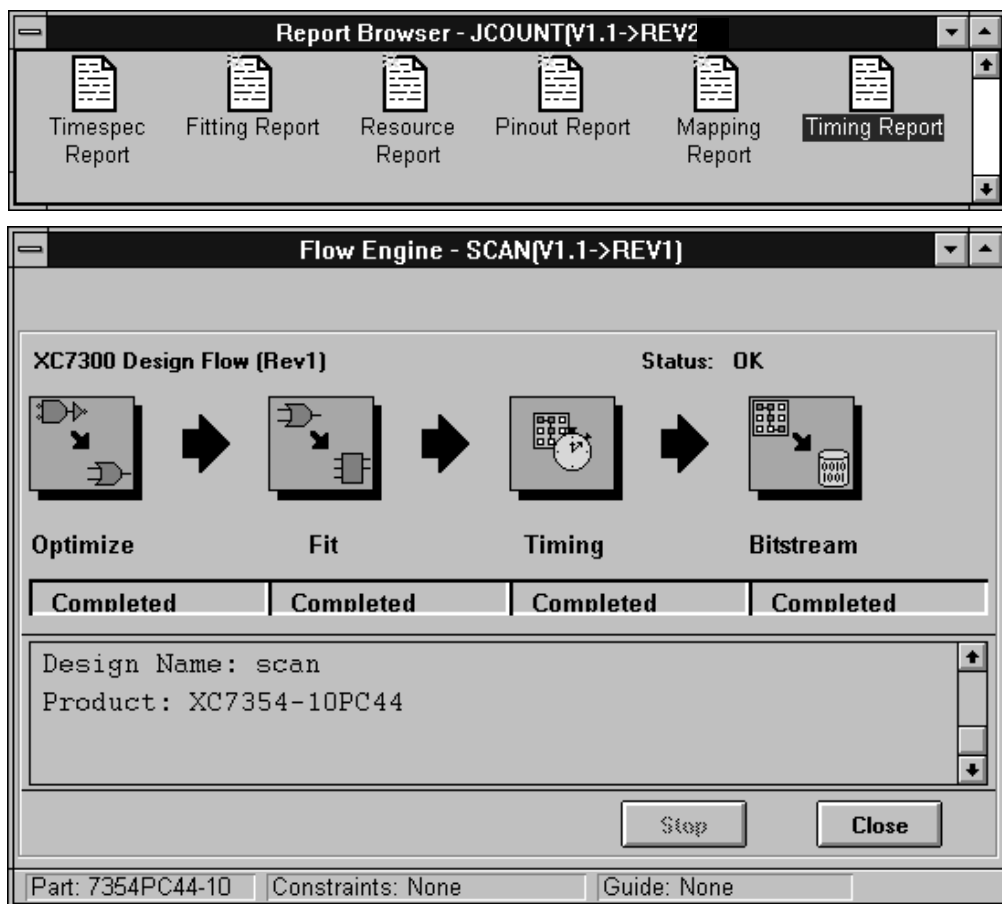 Report Browser - JCOUNT(V1.1->REV2
Timespec Report
Fitting Report
Resource Report
Pinout Report
Mapping Report
Timing Report
Flow Engine - SCAN(V1.1->REV1)
XC7300 Design Flow (Rev1)
Status: OK
0010
1001
Optimize
Fit
Timing
Bitstream
Completed
Completed
Completed
Completed
Design Name: scan
Product: XC7354-10PC44
Stop
Close
Part: 7354PC44-10
Constraints: None
Guide: None